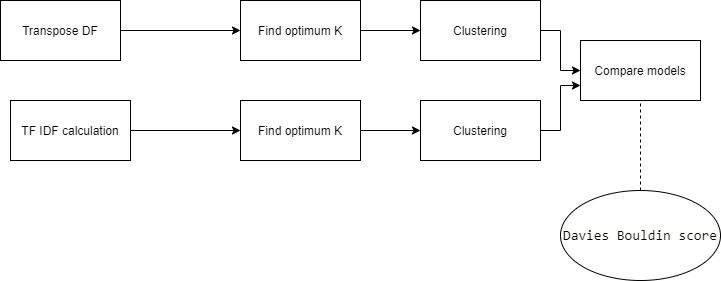 Transpose DF
Find optimum K
Clustering
Compare models
TF IDF calculation
Find optimum K
Clustering
Davies Bouldin score